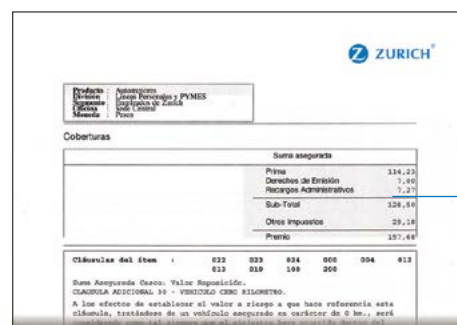 ZURICH
Producto : Automotores
División : Líneas Personales y PYMES
Segmento : Empleados de Zurich
Oficina : Sede Central
Moneda : Pesos
Coberturas
Suma asegurada
Prima 114,23
Derechos de Emisión 7,00
Recargos Administrativos 7,27
Sub-Total 128,50
Otros Impuestos 29,18
Premio 157,68
Cláusulas del ítem : 022 023 034 000 004 013
013 019 109 200
Suma Asegurada Casco: Valor Reposición.
CLAUSULA ADICIONAL 30 - VEHICULO CERO KILOMETRO.
A los efectos de establecer el valor a riesgo a que hace referencia esta
cláusula, tratándose de un vehículo asegurado en carácter de 0 km., será